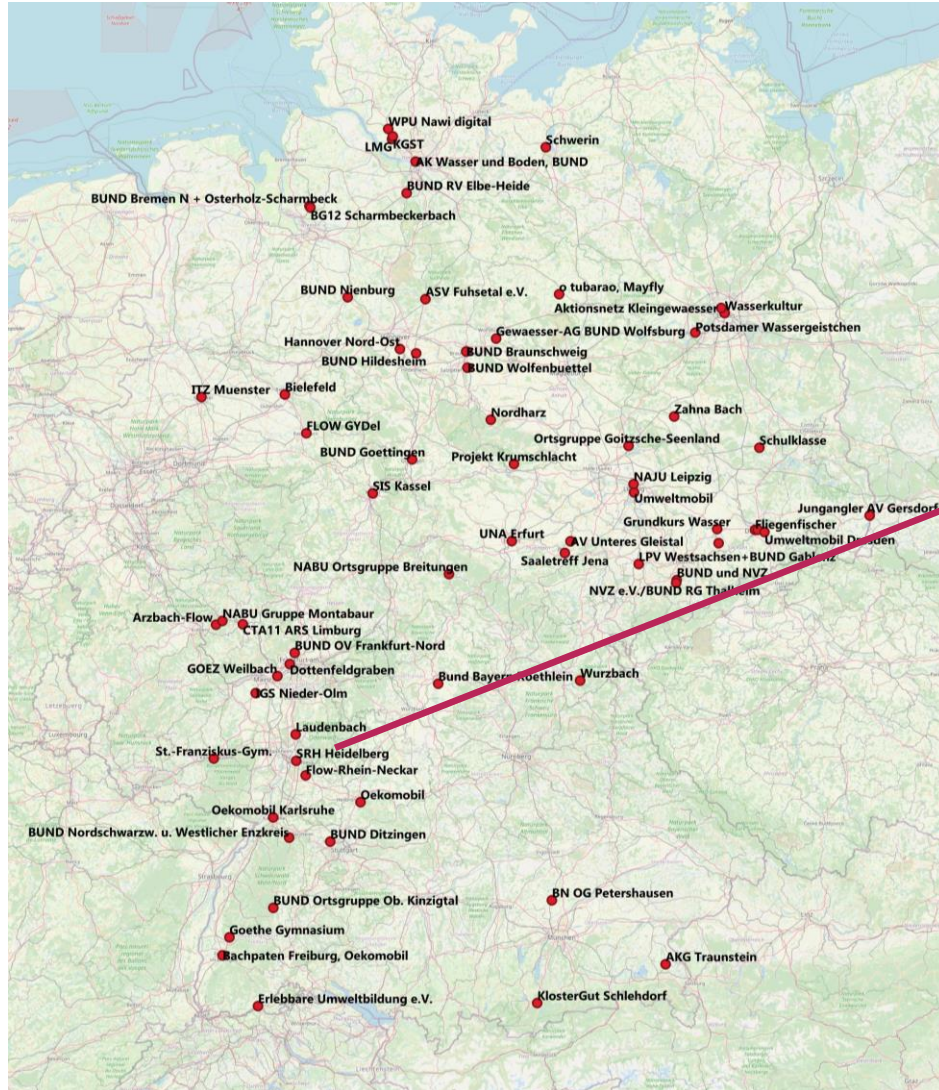 WPU Nawi digital
KGST
LMG
Schwerin
AK Wasser und Boden, BUND
BUND RV Elbe-Heide
BUND Bremen N + Osterholz-Scharmbeck
BG12 Scharmbeckerbach
BUND Nienburg
ASV Fuhsetal e.V.
o tubarao, Mayfly
Aktionsnetz Kleingewaesser
Wasserkultur
Gewaesser-AG BUND Wolfsburg
Potsdamer Wassergeistchen
Hannover Nord-Ost
BUND Hildesheim
BUND Braunschweig
BUND Wolfenbuettel
ITZ Muenster
Bielefeld
Nordharz
Zahna Bach
FLOW GYDel
Ortsgruppe Goitzsche-Seenland
Schulklasse
BUND Goettingen
Projekt Krumschlacht
SIS Kassel
NAJU Leipzig
Umweltmobil
Jungangler AV Gersdorf
Grundkurs Wasser
Fliegenfischer
Umweltmobil Dresden
UNA Erfurt
AV Unteres Gleistal
Saaletreff Jena
LPV Westsachsen+BUND Gablenz
NABU Ortsgruppe Breitungen
BUND und NVZ
NVZ e.V./BUND RG Thalheim
Arzbach-Flow
NABU Gruppe Montabaur
CTA11 ARS Limburg
BUND OV Frankfurt-Nord
GOEZ Weilbach
Dottenfeldgraben
Bund Bayern Roethlein
Wurzbach
IGS Nieder-Olm
Laudenbach
St.-Franziskus-Gym.
SRH Heidelberg
Flow-Rhein-Neckar
Oekomobil
Oekomobil Karlsruhe
BUND Nordschwarzw. u. Westlicher Enzkreis
BUND Ditzingen
BUND Ortsgruppe Ob. Kinzigtal
BN OG Petershausen
Goethe Gymnasium
Bachpaten Freiburg, Oekomobil
AKG Traunstein
Erlebbare Umweltbildung e.V.
KlosterGut Schlehdorf